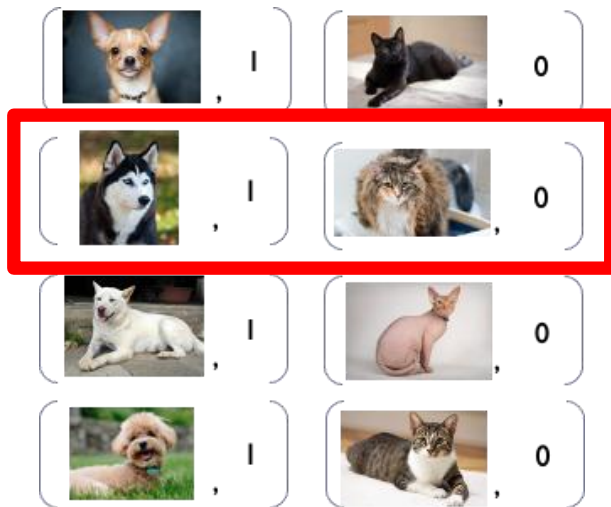 ( , 1 ) ( , 0 )
( , 1 ) ( , 0 )
( , 1 ) ( , 0 )
( , 1 ) ( , 0 )